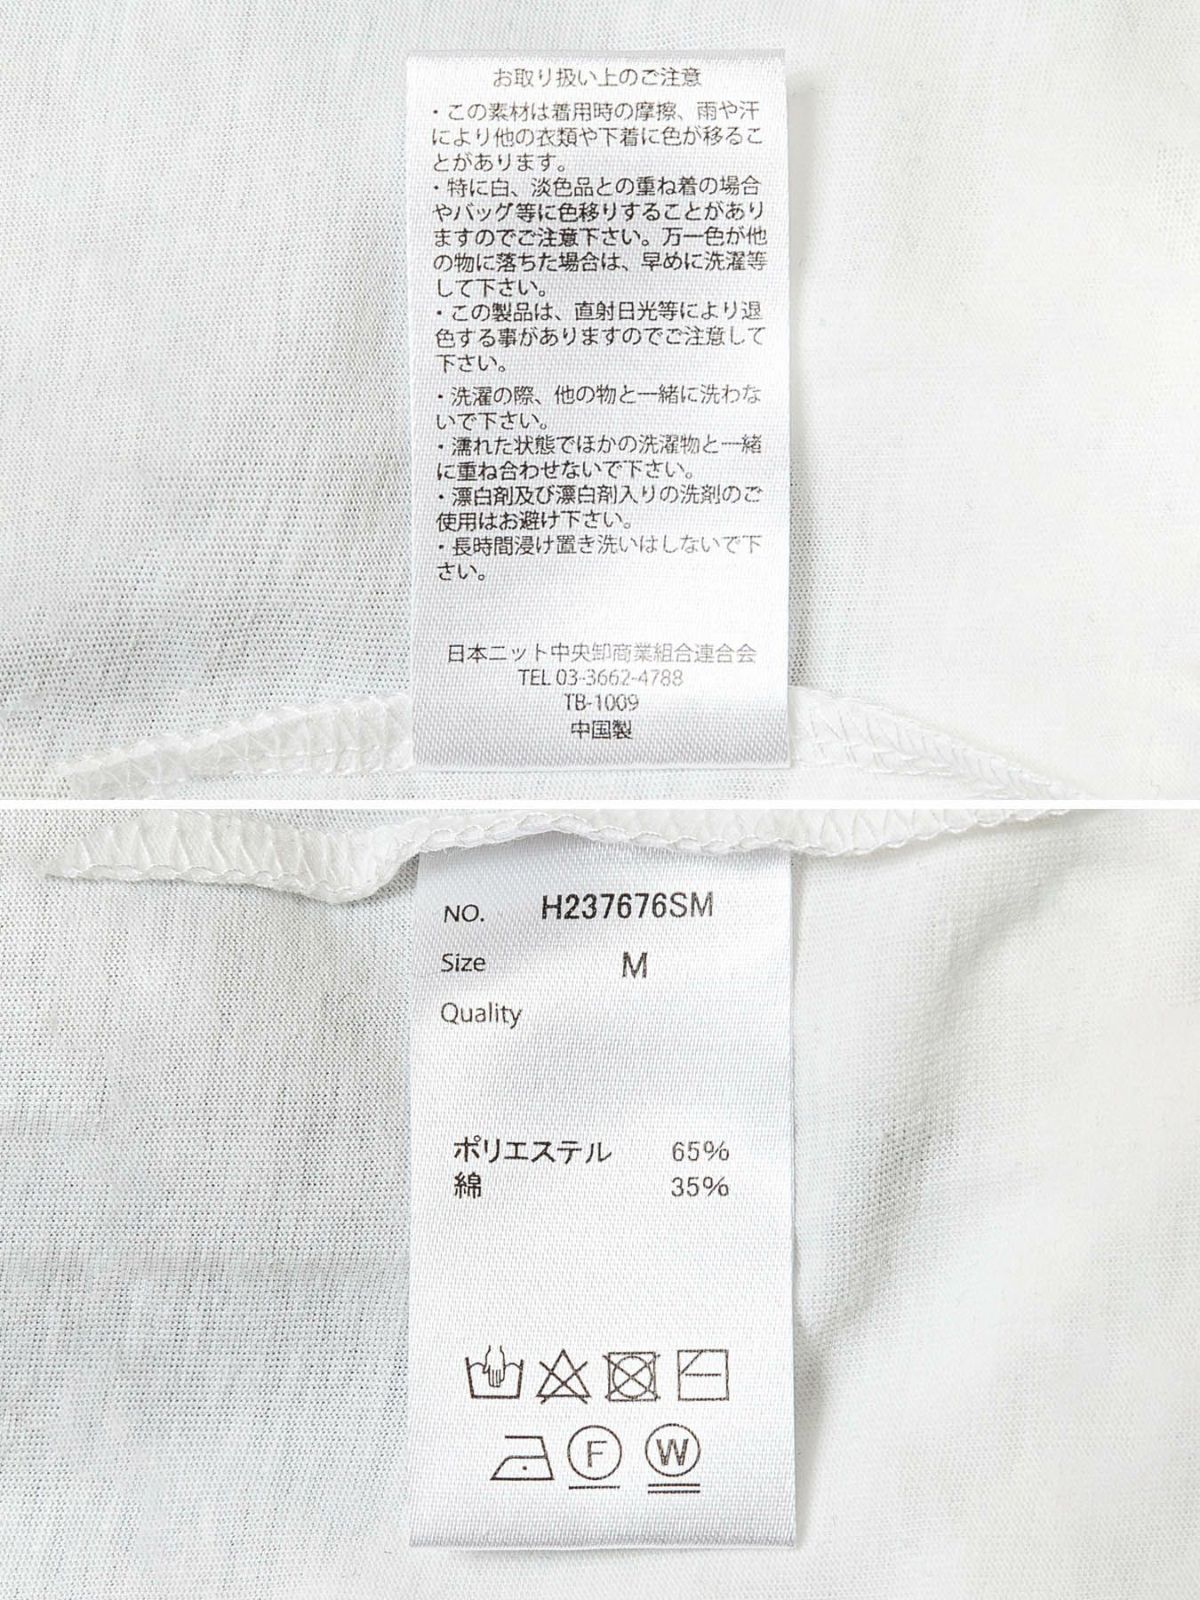 お取り扱い上のご注意
・この素材は着用時の摩擦、雨や汗
により他の衣類や下着に色が移るこ
とがあります。
・特に白、淡色品との重ね着の場合
やバッグ等に色移りすることがあり
ますのでご注意下さい。万一色が他
の物に落ちた場合は、早めに洗濯等
して下さい。
・この製品は、直射日光等により退
色する事がありますのでご注意して
下さい。
・洗濯の際、他の物と一緒に洗わな
いで下さい。
・濡れた状態でほかの洗濯物と一緒
に重ね合わせないで下さい。
・漂白剤及び漂白剤入りの洗剤のご
使用はお避け下さい。
・長時間浸け置き洗いはしないで下
さい。
日本ニット中央卸商業組合連合会
TEL 03-3662-4788
TB-1009
中国製
NO. H237676SM
Size M
Quality
ポリエステル 65%
綿 35%
F W